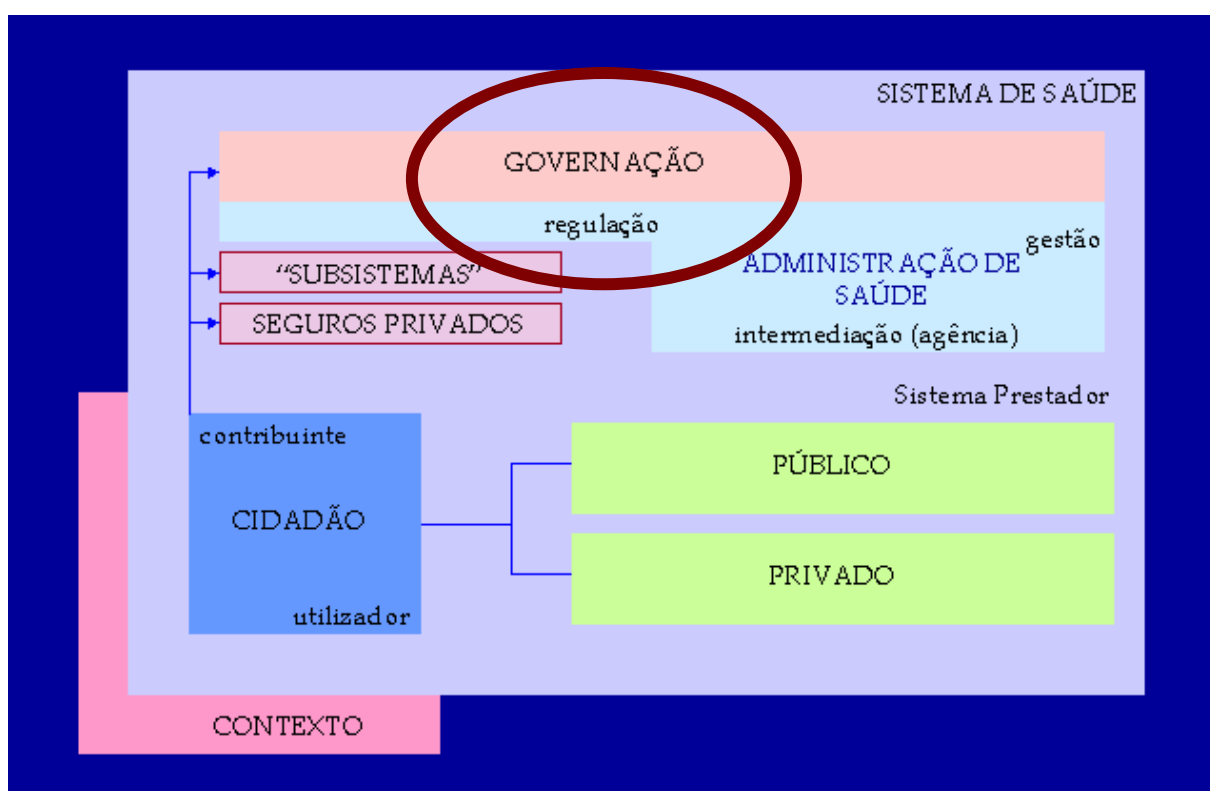 SISTEMA DE SAÚDE
GOVERNAÇÃO
regulação
gestão
“SUBSISTEMAS”
ADMINISTRAÇÃO DE
SAÚDE
SEGUROS PRIVADOS
intermediação (agência)
Sistema Prestador
contribuinte
PÚBLICO
CIDADÃO
PRIVADO
utilizador
CONTEXTO